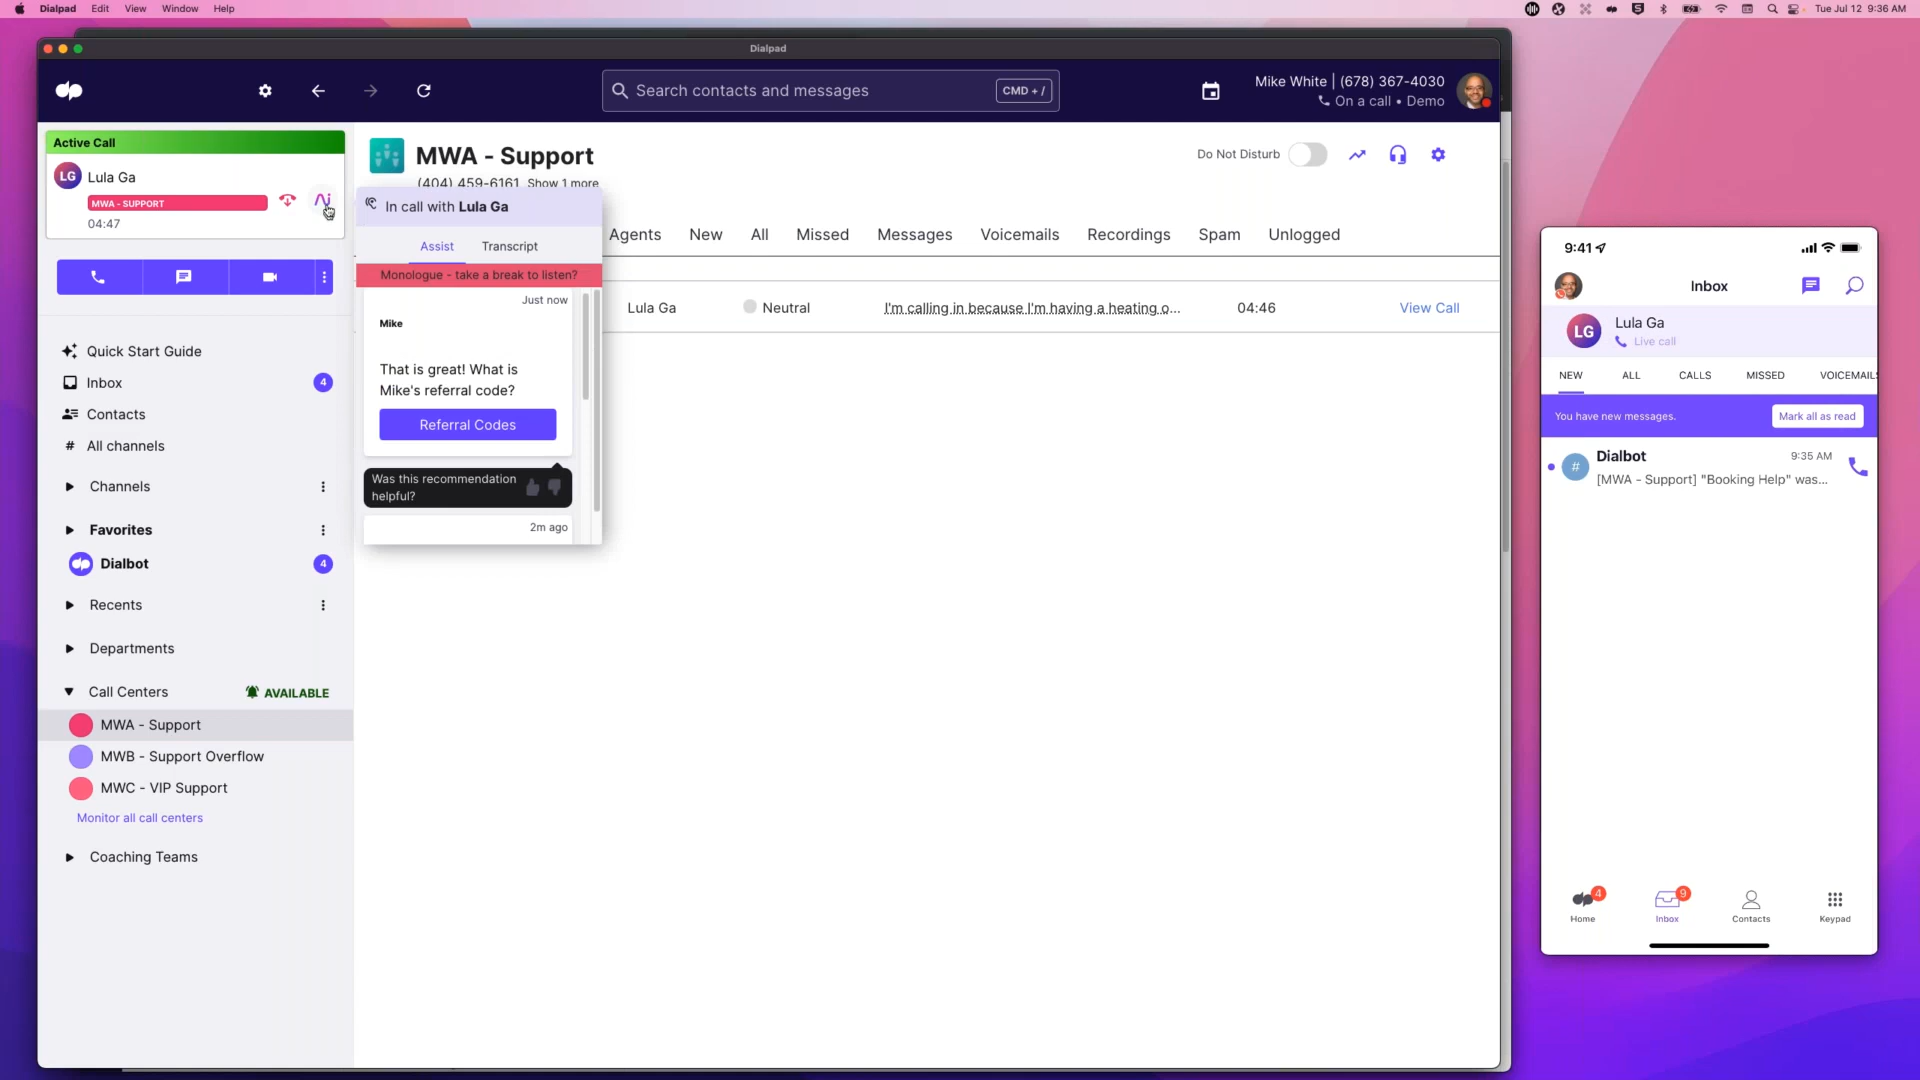 Dialpad Edit View Window Help
Tue Jul 12 9:36 AM
Dialpad
Search contacts and messages
CMD + /
Mike White | (678) 367-4030
On a call • Demo
Active Call
LG
Lula Ga
MWA - SUPPORT
04:47
Quick Start Guide
Inbox
4
Contacts
# All channels
Channels
Favorites
Dialbot
4
Recents
Departments
Call Centers
AVAILABLE
MWA - Support
MWB - Support Overflow
MWC - VIP Support
Monitor all call centers
Coaching Teams
MWA - Support
(404) 459-6161 Show 1 more
Do Not Disturb
Agents New All Missed Messages Voicemails Recordings Spam Unlogged
Lula Ga
Neutral
I'm calling in because I'm having a heating o...
04:46
View Call
In call with Lula Ga
Assist
Transcript
Monologue - take a break to listen?
Just now
Mike
That is great! What is
Mike's referral code?
Referral Codes
Was this recommendation
helpful?
2m ago
9:41
Inbox
LG
Lula Ga
Live call
NEW ALL CALLS MISSED VOICEMAILS
You have new messages.
Mark all as read
#
Dialbot
9:35 AM
[MWA - Support] "Booking Help" was...
4
9
Home
Inbox
Contacts
Keypad